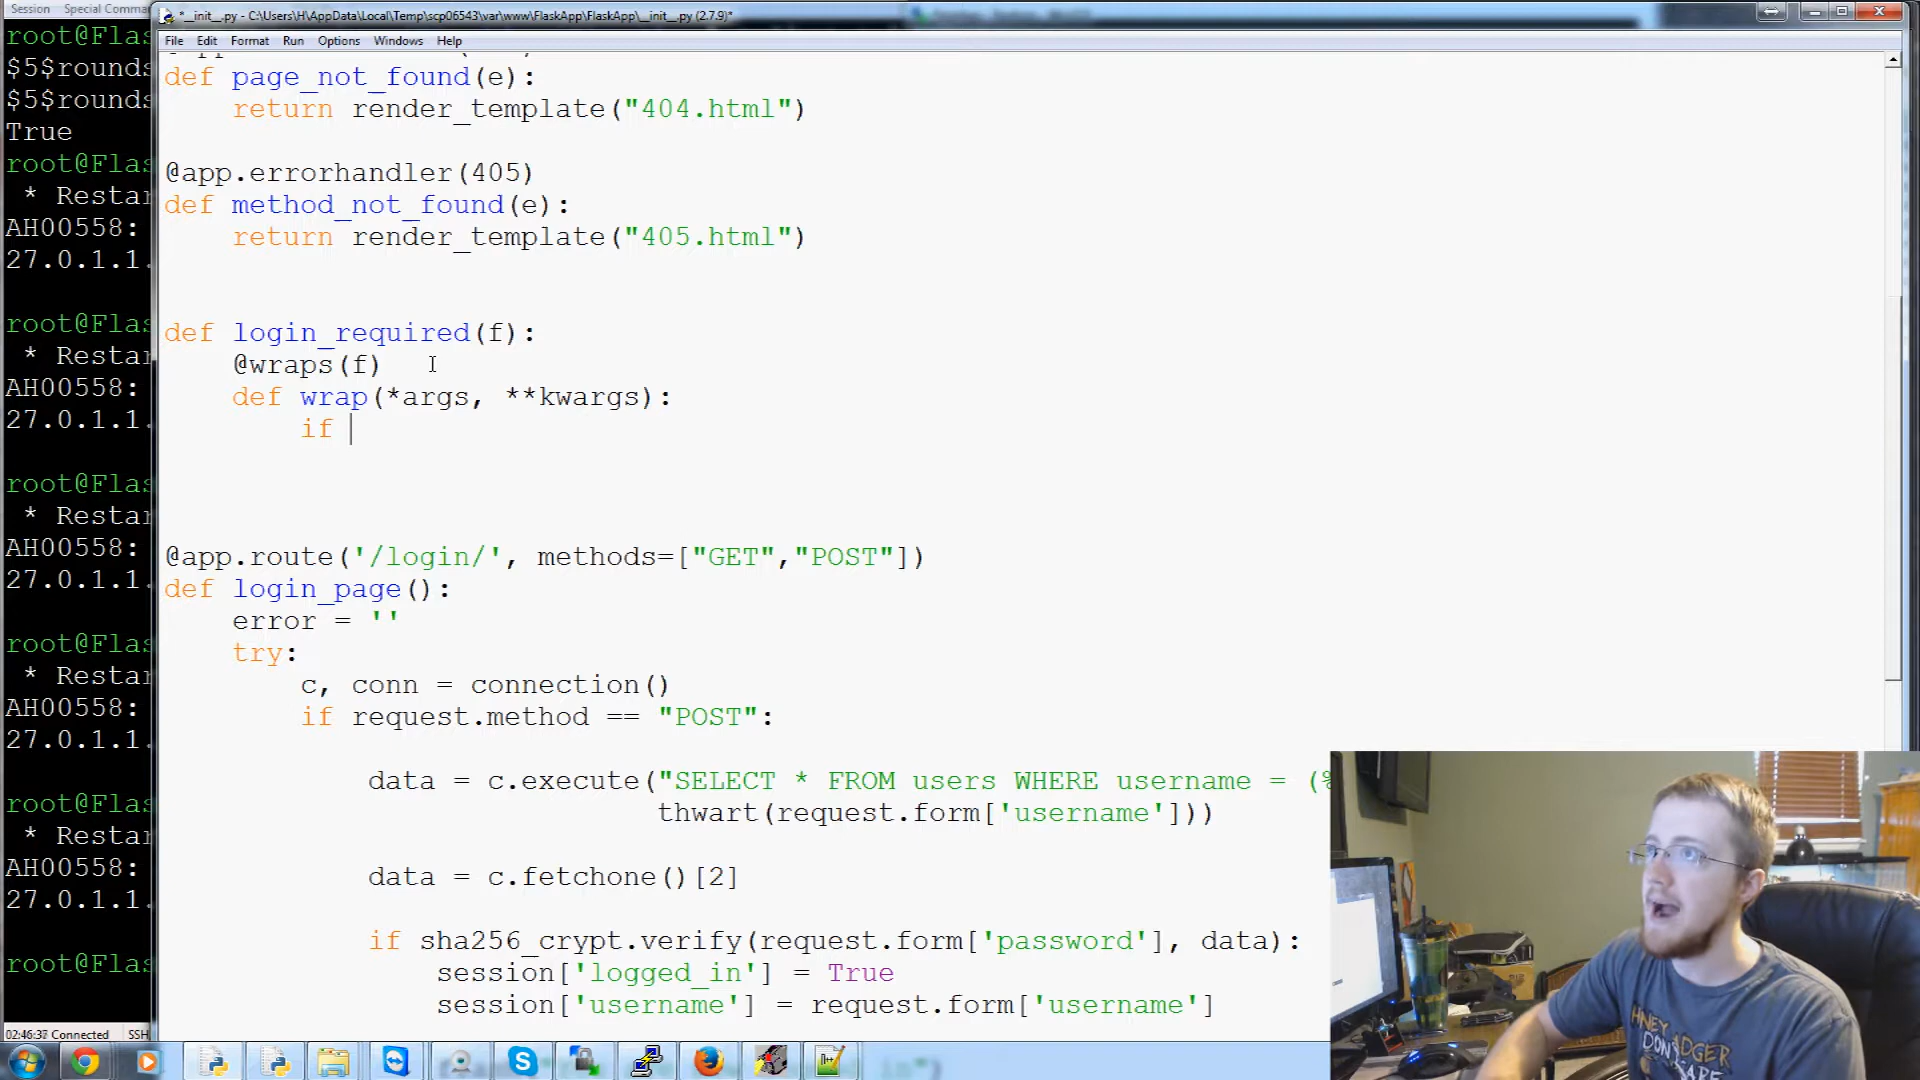 Session Special Comma
*__init__.py - C:\Users\H\AppData\Local\Temp\scp06543\var\www\FlaskApp\FlaskApp\__init__.py (2.7.9)*
File Edit Format Run Options Windows Help
root@Flas
$5$rounds
$5$rounds
True
root@Flas
* Restar
AH00558:
27.0.1.1.
root@Flas
* Restar
AH00558:
27.0.1.1.
root@Flas
* Restar
AH00558:
27.0.1.1.
root@Flas
* Restar
AH00558:
27.0.1.1.
root@Flas
* Restar
AH00558:
27.0.1.1.
root@Flas
02:46:37 Connected SSH
def page_not_found(e):
return render_template("404.html")
@app.errorhandler(405)
def method_not_found(e):
return render_template("405.html")
def login_required(f):
@wraps(f)
def wrap(*args, **kwargs):
if
@app.route('/login/', methods=["GET","POST"])
def login_page():
error = ''
try:
c, conn = connection()
if request.method == "POST":
data = c.execute("SELECT * FROM users WHERE username = (%
thwart(request.form['username']))
data = c.fetchone()[2]
if sha256_crypt.verify(request.form['password'], data):
session['logged_in'] = True
session['username'] = request.form['username']